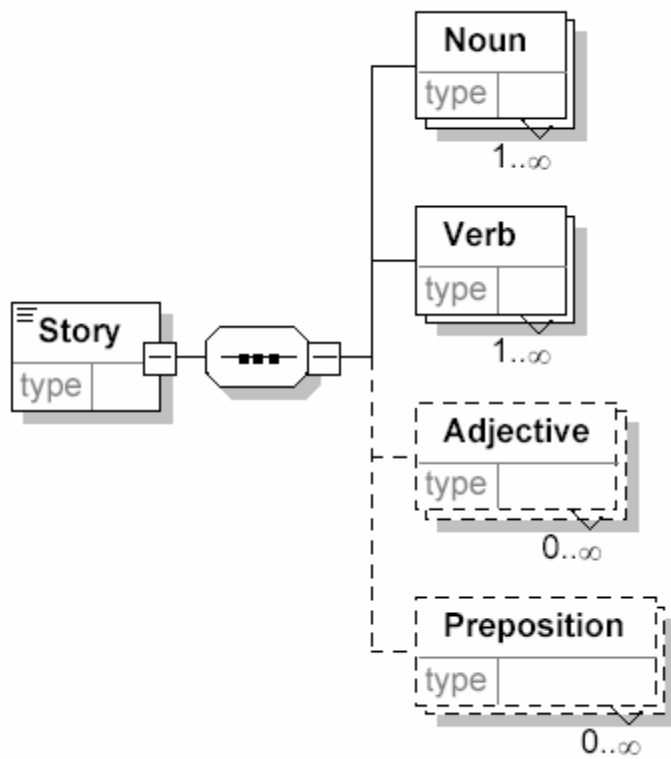 Noun
type
1..∞
Verb
type
1..∞
Story
type
Adjective
type
0..∞
Preposition
type
0..∞